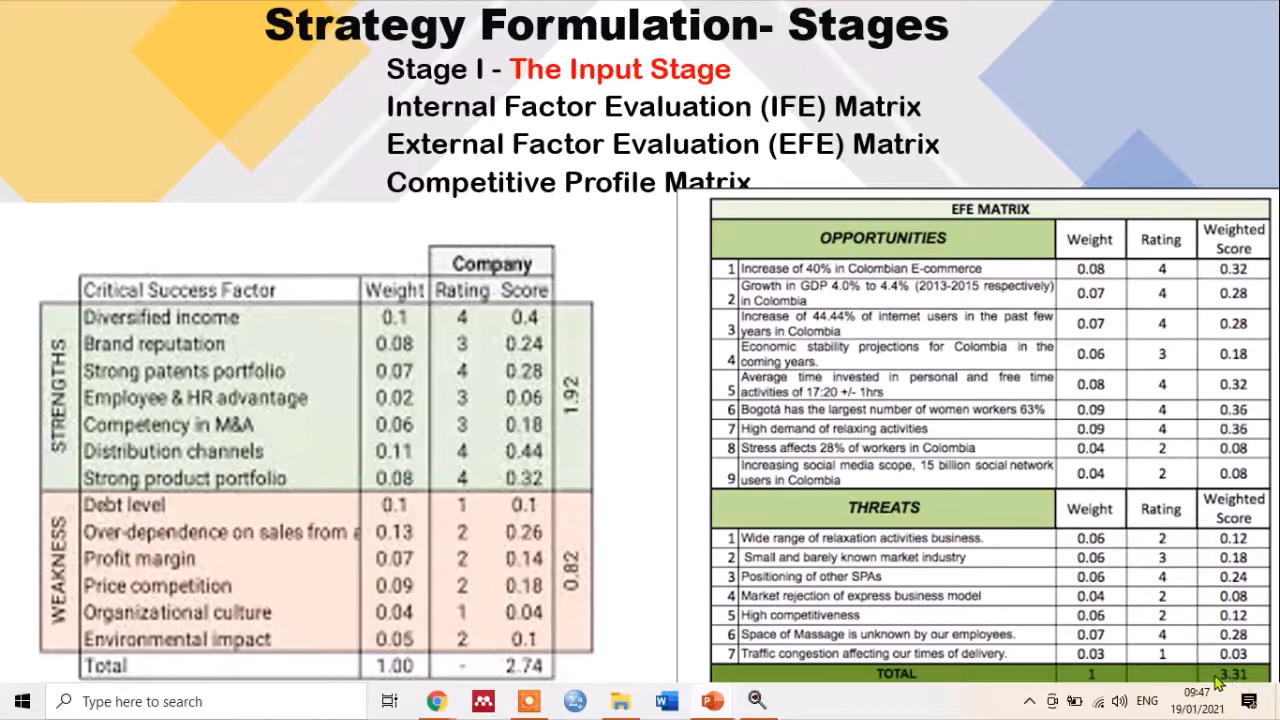 Strategy Formulation- Stages
Stage I - The Input Stage
Internal Factor Evaluation (IFE) Matrix
External Factor Evaluation (EFE) Matrix
Competitive Profile Matrix
Company
Critical Success Factor Weight Rating Score
STRENGTHS
Diversified income 0.1 4 0.4
Brand reputation 0.08 3 0.24
Strong patents portfolio 0.07 4 0.28
Employee & HR advantage 0.02 3 0.06
Competency in M&A 0.06 3 0.18
Distribution channels 0.11 4 0.44
Strong product portfolio 0.08 4 0.32
1.92
WEAKNESS
Debt level 0.1 1 0.1
Over-dependence on sales from 0.13 2 0.26
Profit margin 0.07 2 0.14
Price competition 0.09 2 0.18
Organizational culture 0.04 1 0.04
Environmental impact 0.05 2 0.1
0.82
Total 1.00 - 2.74
EFE MATRIX
OPPORTUNITIES Weight Rating Weighted
Score
1 Increase of 40% in Colombian E-commerce 0.08 4 0.32
2 Growth in GDP 4.0% to 4.4% (2013-2015 respectively)
in Colombia 0.07 4 0.28
3 Increase of 44.44% of internet users in the past few
years in Colombia 0.07 4 0.28
4 Economic stability projections for Colombia in the
coming years. 0.06 3 0.18
5 Average time invested in personal and free time
activities of 17:20 +/- 1hrs 0.08 4 0.32
6 Bogotá has the largest number of women workers 63% 0.09 4 0.36
7 High demand of relaxing activities 0.09 4 0.36
8 Stress affects 28% of workers in Colombia 0.04 2 0.08
9 Increasing social media scope, 15 billion social network
users in Colombia 0.04 2 0.08
THREATS Weight Rating Weighted
Score
1 Wide range of relaxation activities business. 0.06 2 0.12
2 Small and barely known market industry 0.06 3 0.18
3 Positioning of other SPAs 0.06 4 0.24
4 Market rejection of express business model 0.04 2 0.08
5 High competitiveness 0.06 2 0.12
6 Space of Massage is unknown by our employees. 0.07 4 0.28
7 Traffic congestion affecting our times of delivery. 0.03 1 0.03
TOTAL 1 3.31
Type here to search
ENG
09:47
19/01/2021